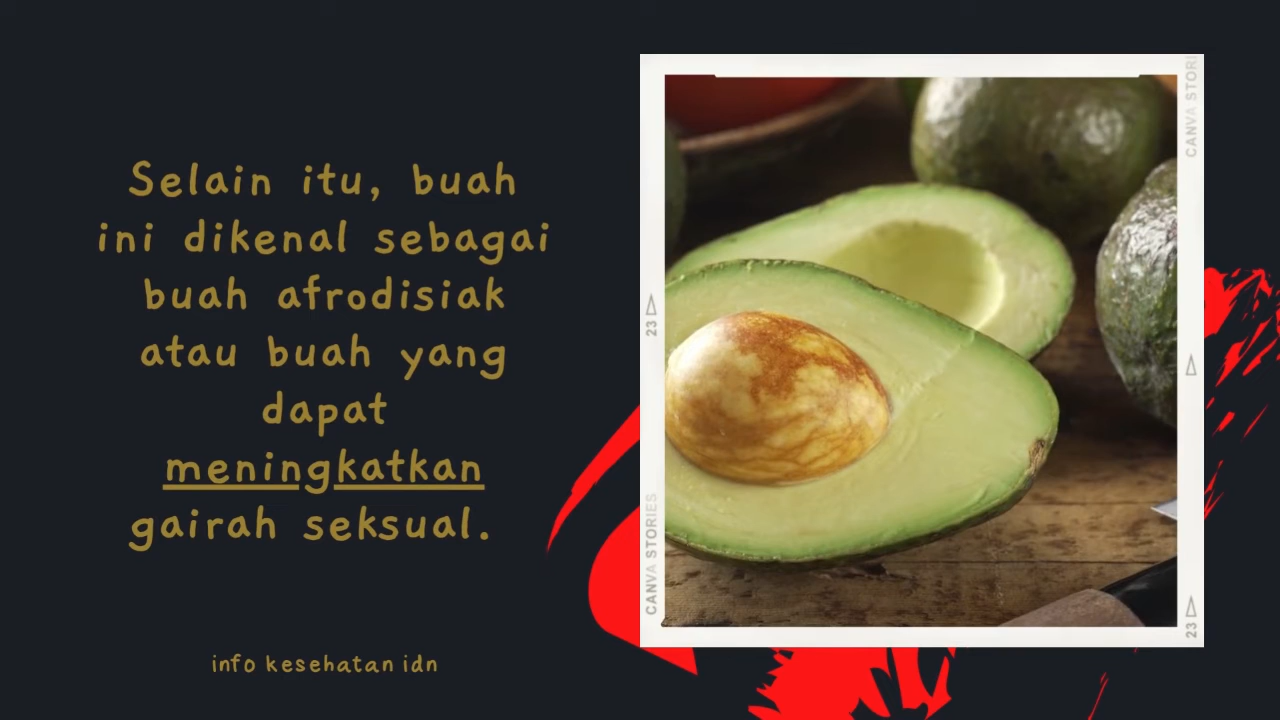 Selain itu, buah
ini dikenal sebagai
buah afrodisiak
atau buah yang
dapat
meningkatkan
gairah seksual.
info kesehatan idn
CANVA STORI
23
CANVA STORIES
23